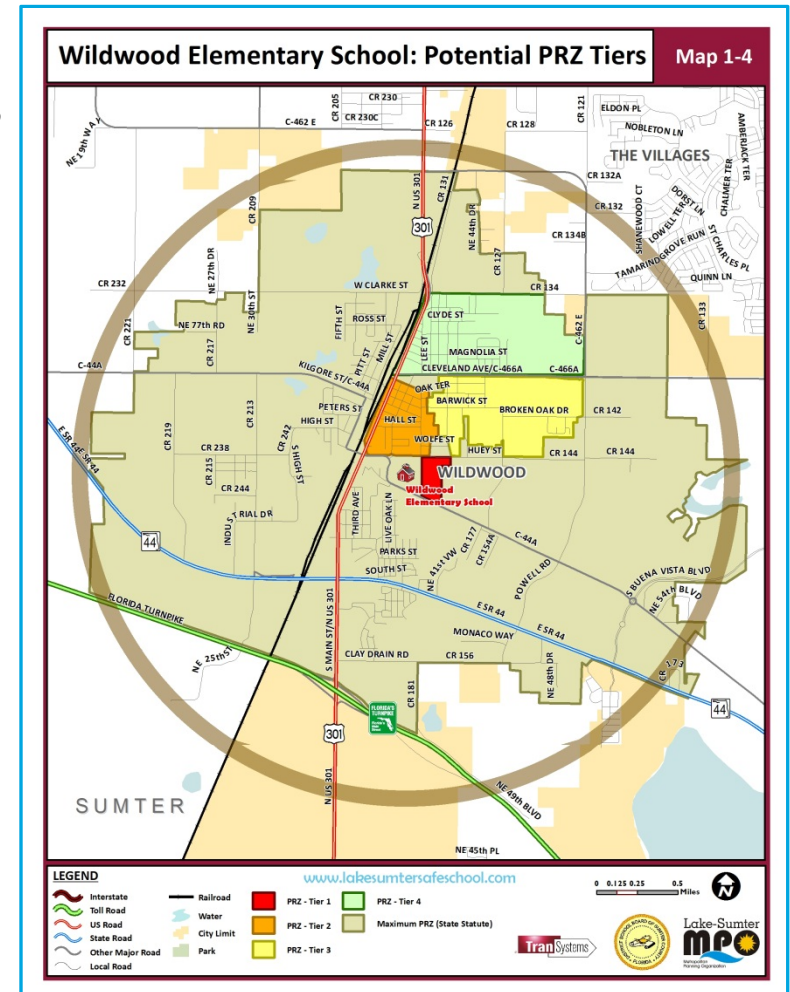 Wildwood Elementary School: Potential PRZ Tiers
Map 1-4
CR 205
CR 230
CR 230C
C-462 E
CR 126
CR 128
CR 121
ELDON PL
NOBLETON LN
AMBERJACK TER
NE 19th WAY
THE VILLAGES
CHALMER TER
N US 301
CR 131
CR 132A
DORST LN
CR 132
SHANEWOOD CT
LOWELL TER
ST CHARLES PL
CR 209
301
NE 44th DR
CR 134B
TAMARIND GROVE RUN
NE 27th DR
CR 127
QUINN LN
CR 232
W CLARKE ST
CR 134
NE 30th ST
CR 133
CR 221
NE 77th RD
FIFTH ST
ROSS ST
CLYDE ST
C-462 E
CR 217
PITT ST
MILL ST
LEE ST
MAGNOLIA ST
C-44A
KILGORE ST/C-44A
CLEVELAND AVE/C-466A
C-466A
OAK TER
BARWICK ST
CR 213
PETERS ST
BROKEN OAK DR
CR 142
HIGH ST
HALL ST
E SR 44
E SR 44
CR 219
CR 242
WOLFE ST
CR 238
S HIGH ST
HUEY ST
CR 144
CR 144
CR 215
WILDWOOD
CR 244
Wildwood
Elementary School
INDUSTRIAL DR
THIRD AVE
LIVE OAK LN
C-44A
CR 177
CR 154A
44
PARKS ST
NE 41st VW
POWELL RD
S BUENA VISTA BLVD
SOUTH ST
NE 54th BLVD
FLORIDA TURNPIKE
S MAIN ST/N US 301
E SR 44
E SR 44
MONACO WAY
NE 25th ST
CLAY DRAIN RD
CR 156
NE 48th DR
CR 173
CR 181
44
FLORIDA'S
TURNPIKE
301
SUMTER
N US 301
NE 49th BLVD
NE 45th PL
LEGEND
www.lakesumtersafeschool.com
Interstate
Toll Road
US Road
State Road
Other Major Road
Local Road
Railroad
Water
City Limit
Park
PRZ - Tier 1
PRZ - Tier 2
PRZ - Tier 3
PRZ - Tier 4
Maximum PRZ (State Statute)
0 0.125 0.25 0.5
Miles
N
TranSystems
Lake~Sumter
MPO
Metropolitan
Planning Organization